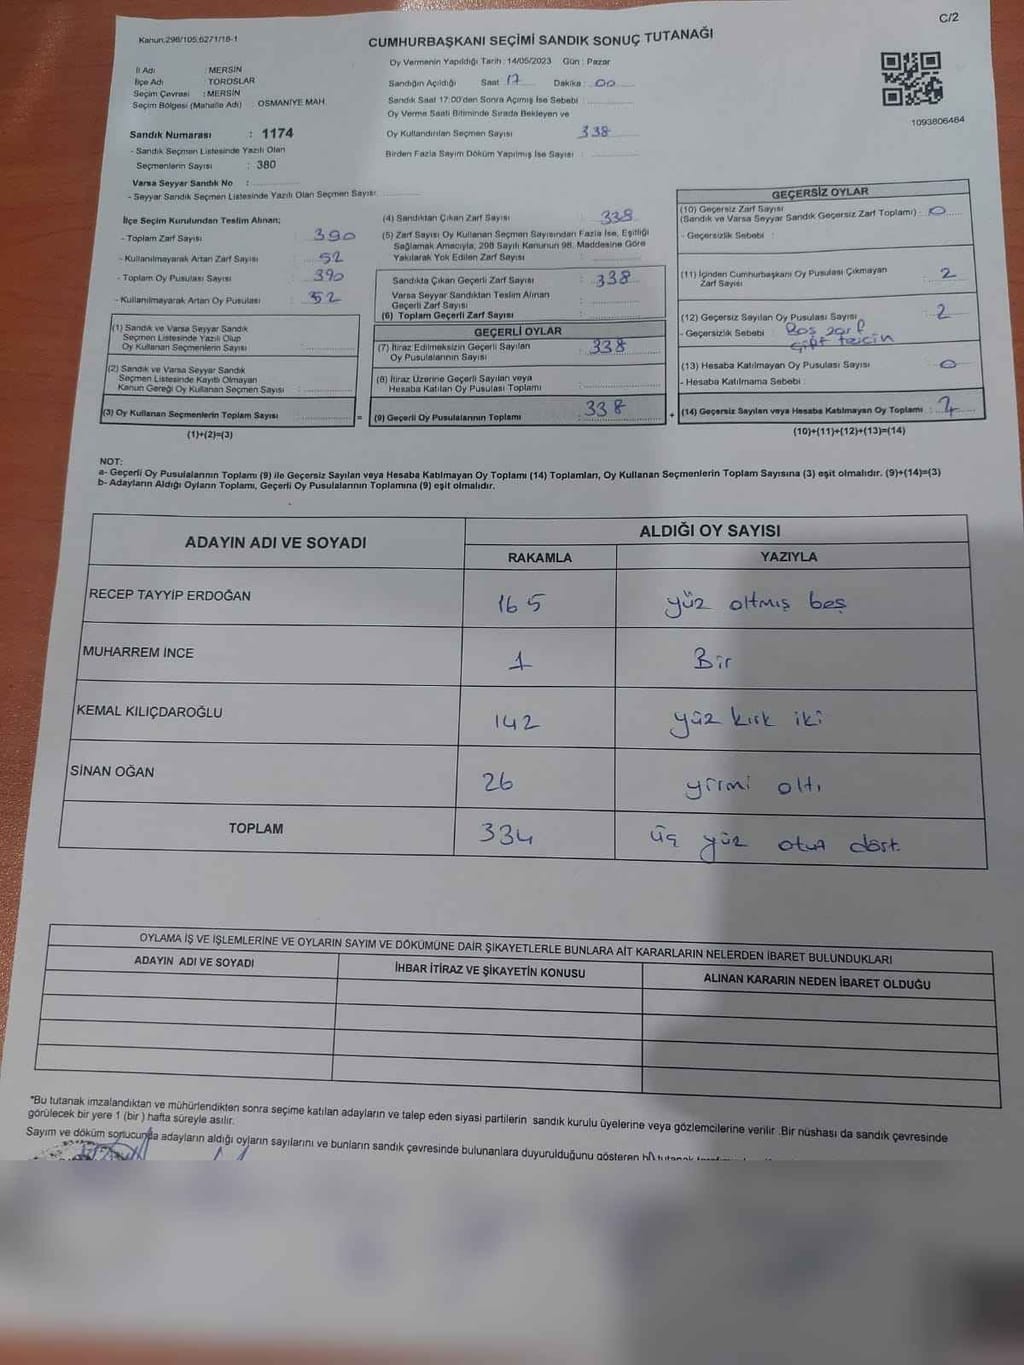 C/2
Kanun:298/105;6271/18-1
CUMHURBAŞKANI SEÇİMİ SANDIK SONUÇ TUTANAĞI
İl Adı : MERSİN
İlçe Adı : TOROSLAR
Seçim Çevresi : MERSİN
Seçim Bölgesi (Mahalle Adı) : OSMANİYE MAH.
Sandık Numarası : 1174
- Sandık Seçmen Listesinde Yazılı Olan
Seçmenlerin Sayısı : 380
Varsa Seyyar Sandık No :
- Seyyar Sandık Seçmen Listesinde Yazılı Olan Seçmen Sayısı:
Oy Vermenin Yapıldığı Tarih : 14/05/2023 Gün : Pazar
Sandığın Açıldığı Saat 17 Dakika : 00
Sandık Saat 17:00'den Sonra Açılmış İse Sebebi :
Oy Verme Saati Bitiminde Sırada Bekleyen ve
Oy Kullandırılan Seçmen Sayısı : 338
Birden Fazla Sayım Döküm Yapılmış İse Sayısı :
1093806484
İlçe Seçim Kurulundan Teslim Alınan;
- Toplam Zarf Sayısı : 390
- Kullanılmayarak Artan Zarf Sayısı : 52
- Toplam Oy Pusulası Sayısı : 390
- Kullanılmayarak Artan Oy Pusulası : 52
(1) Sandık ve Varsa Seyyar Sandık
Seçmen Listesinde Yazılı Olup
Oy Kullanan Seçmenlerin Sayısı :
(2) Sandık ve Varsa Seyyar Sandık
Seçmen Listesinde Kayıtlı Olmayan
Kanun Gereği Oy Kullanan Seçmen Sayısı :
(3) Oy Kullanan Seçmenlerin Toplam Sayısı : =
(1)+(2)=(3)
(4) Sandıktan Çıkan Zarf Sayısı : 338
(5) Zarf Sayısı Oy Kullanan Seçmen Sayısından Fazla İse, Eşitliği
Sağlamak Amacıyla, 298 Sayılı Kanunun 98. Maddesine Göre
Yakılarak Yok Edilen Zarf Sayısı :
Sandıkta Çıkan Geçerli Zarf Sayısı : 338
Varsa Seyyar Sandıktan Teslim Alınan
Geçerli Zarf Sayısı :
(6) Toplam Geçerli Zarf Sayısı :
GEÇERLİ OYLAR
(7) İtiraz Edilmeksizin Geçerli Sayılan
Oy Pusulalarının Sayısı : 338
(8) İtiraz Üzerine Geçerli Sayılan veya
Hesaba Katılan Oy Pusulası Toplamı :
(9) Geçerli Oy Pusulalarının Toplamı : 338 +
GEÇERSİZ OYLAR
(10) Geçersiz Zarf Sayısı
(Sandık ve Varsa Seyyar Sandık Geçersiz Zarf Toplamı) : 0
- Geçersizlik Sebebi :
(11) İçinden Cumhurbaşkanı Oy Pusulası Çıkmayan
Zarf Sayısı : 2
(12) Geçersiz Sayılan Oy Pusulası Sayısı : 2
- Geçersizlik Sebebi : Boş zarf
çift tercin
(13) Hesaba Katılmayan Oy Pusulası Sayısı : 0
- Hesaba Katılmama Sebebi :
(14) Geçersiz Sayılan veya Hesaba Katılmayan Oy Toplamı :
(10)+(11)+(12)+(13)=(14)
NOT:
a- Geçerli Oy Pusulalarının Toplamı (9) ile Geçersiz Sayılan veya Hesaba Katılmayan Oy Toplamı (14) Toplamları, Oy Kullanan Seçmenlerin Toplam Sayısına (3) eşit olmalıdır. (9)+(14)=(3)
b- Adayların Aldığı Oyların Toplamı, Geçerli Oy Pusulalarının Toplamına (9) eşit olmalıdır.
ADAYIN ADI VE SOYADI ALDIĞI OY SAYISI
RAKAMLA YAZIYLA
RECEP TAYYİP ERDOĞAN 165 yüz altmış beş
MUHARREM İNCE 1 Bir
KEMAL KILIÇDAROĞLU 142 yüz kırk iki
SİNAN OĞAN 26 yirmi altı
TOPLAM 334 üç yüz otuz dört.
OYLAMA İŞ VE İŞLEMLERİNE VE OYLARIN SAYIM VE DÖKÜMÜNE DAİR ŞİKAYETLERLE BUNLARA AİT KARARLARIN NELERDEN İBARET BULUNDUKLARI
ADAYIN ADI VE SOYADI İHBAR İTİRAZ VE ŞİKAYETİN KONUSU ALINAN KARARIN NEDEN İBARET OLDUĞU
*Bu tutanak imzalandıktan ve mühürlendikten sonra seçime katılan adayların ve talep eden siyasi partilerin sandık kurulu üyelerine veya gözlemcilerine verilir .Bir nüshası da sandık çevresinde
görülecek bir yere 1 (bir ) hafta süreyle asılır.
Sayım ve döküm sonucunda adayların aldığı oyların sayılarını ve bunların sandık çevresinde bulunanlara duyurulduğunu gösteren